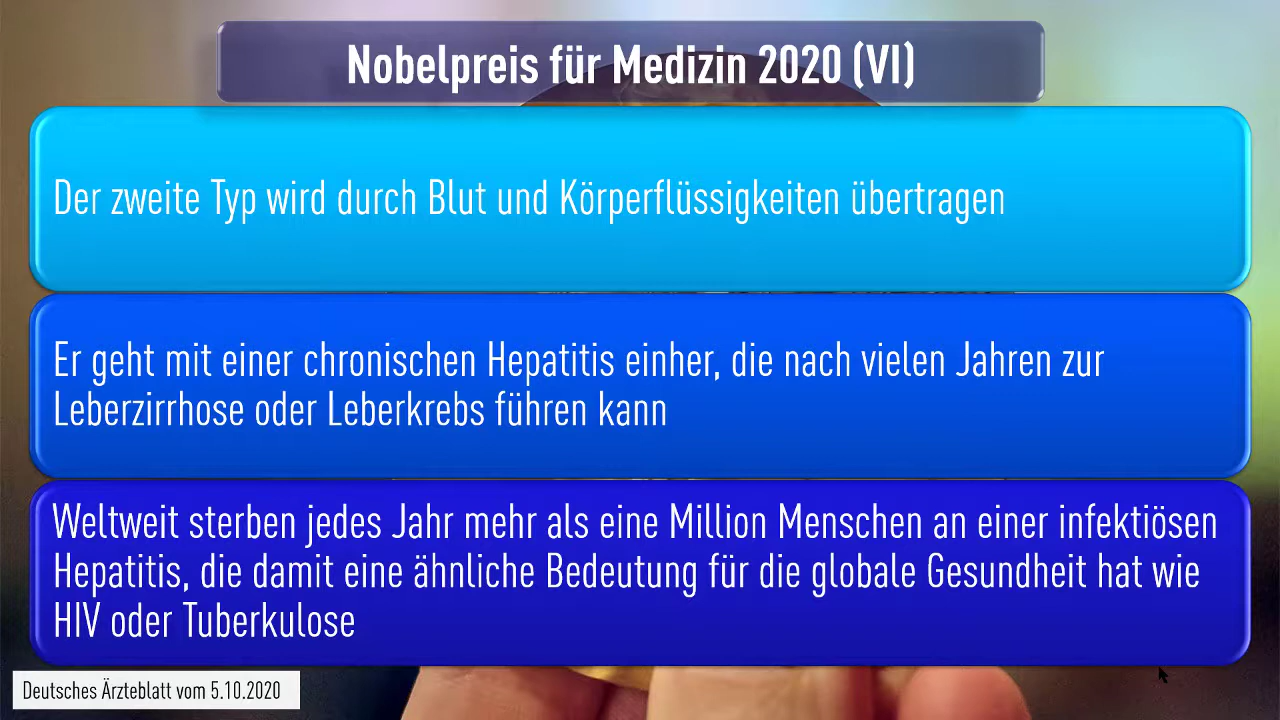 Nobelpreis für Medizin 2020 (VI)
Der zweite Typ wird durch Blut und Körperflüssigkeiten übertragen
Er geht mit einer chronischen Hepatitis einher, die nach vielen Jahren zur
Leberzirrhose oder Leberkrebs führen kann
Weltweit sterben jedes Jahr mehr als eine Million Menschen an einer infektiösen
Hepatitis, die damit eine ähnliche Bedeutung für die globale Gesundheit hat wie
HIV oder Tuberkulose
Deutsches Ärzteblatt vom 5.10.2020